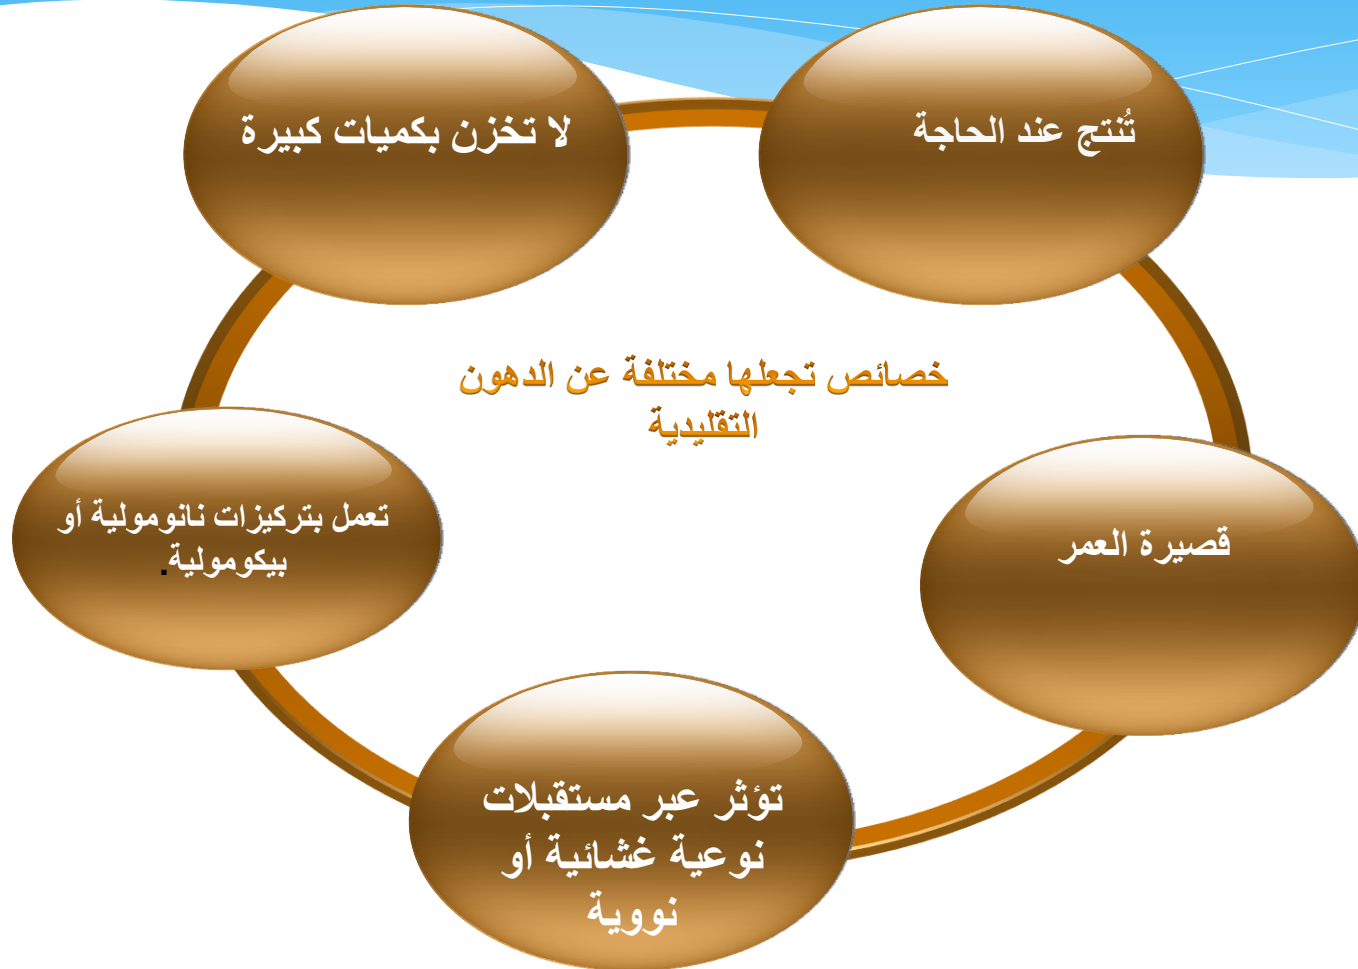 تُنتج عند الحاجة
لا تخزن بكميات كبيرة
خصائص تجعلها مختلفة عن الدهون
التقليدية
قصيرة العمر
تعمل بتركيزات نانومولية أو
بيكومولية.
تؤثر عبر مستقبلات
نوعية غشائية أو
نووية